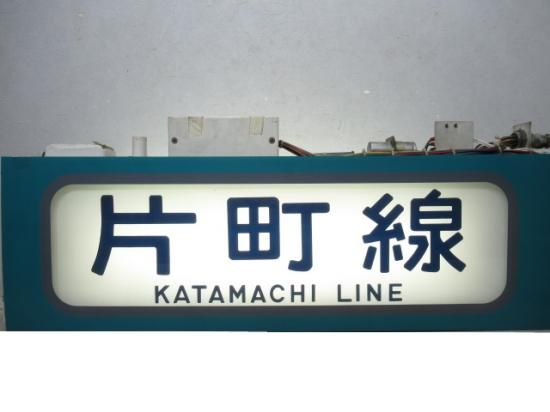 片町線
KATAMACHI LINE